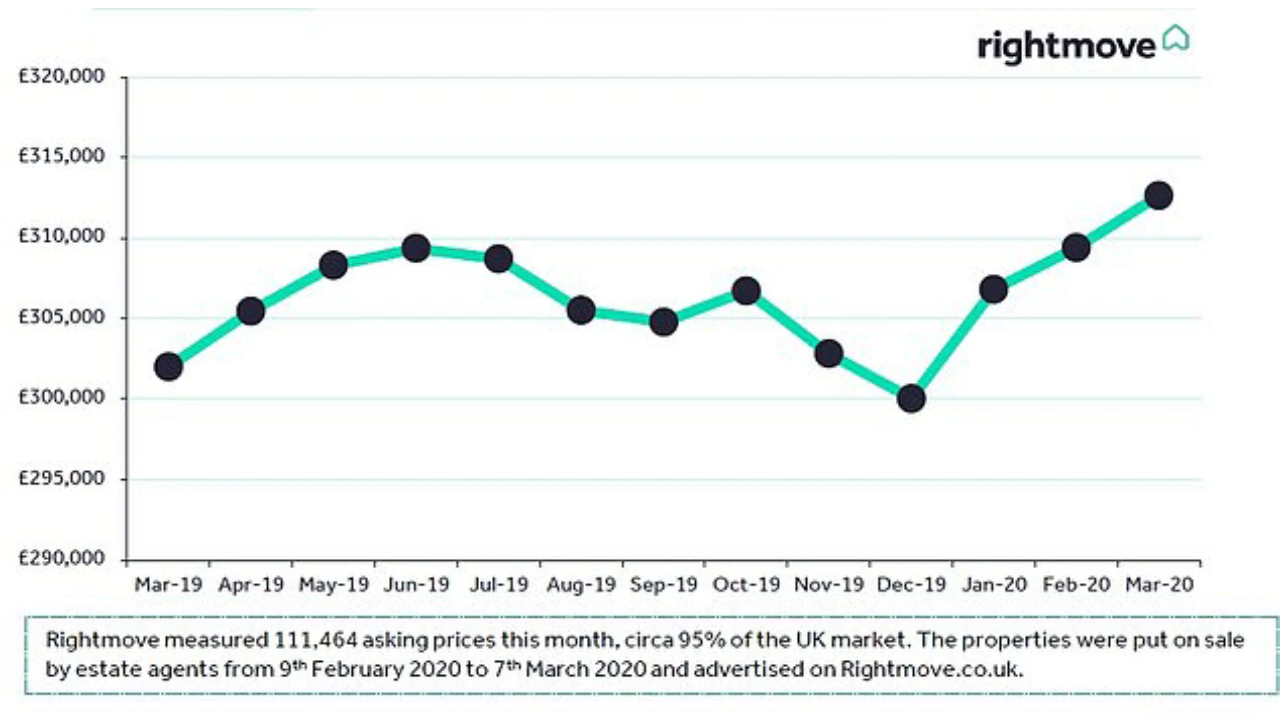 rightmove
£320,000
£315,000
£310,000
£305,000
£300,000
£295,000
£290,000
Mar-19 Apr-19 May-19 Jun-19 Jul-19 Aug-19 Sep-19 Oct-19 Nov-19 Dec-19 Jan-20 Feb-20 Mar-20
Rightmove measured 111,464 asking prices this month, circa 95% of the UK market. The properties were put on sale
by estate agents from 9th February 2020 to 7th March 2020 and advertised on Rightmove.co.uk.